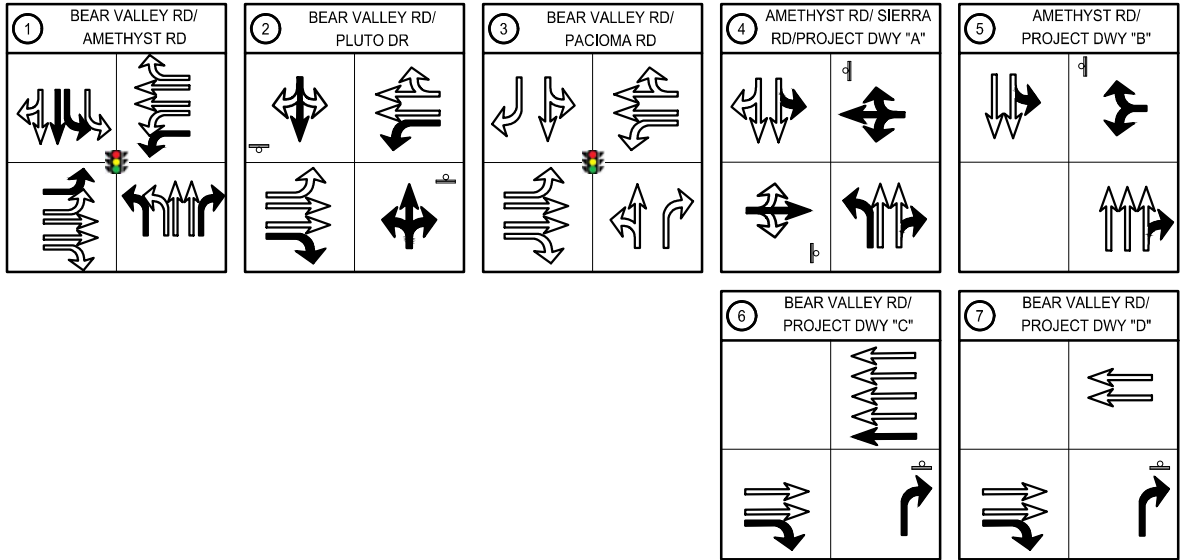 1
BEAR VALLEY RD/
AMETHYST RD
2
BEAR VALLEY RD/
PLUTO DR
3
BEAR VALLEY RD/
PACIOMA RD
4
AMETHYST RD/ SIERRA
RD/PROJECT DWY "A"
5
AMETHYST RD/
PROJECT DWY "B"
6
BEAR VALLEY RD/
PROJECT DWY "C"
7
BEAR VALLEY RD/
PROJECT DWY "D"